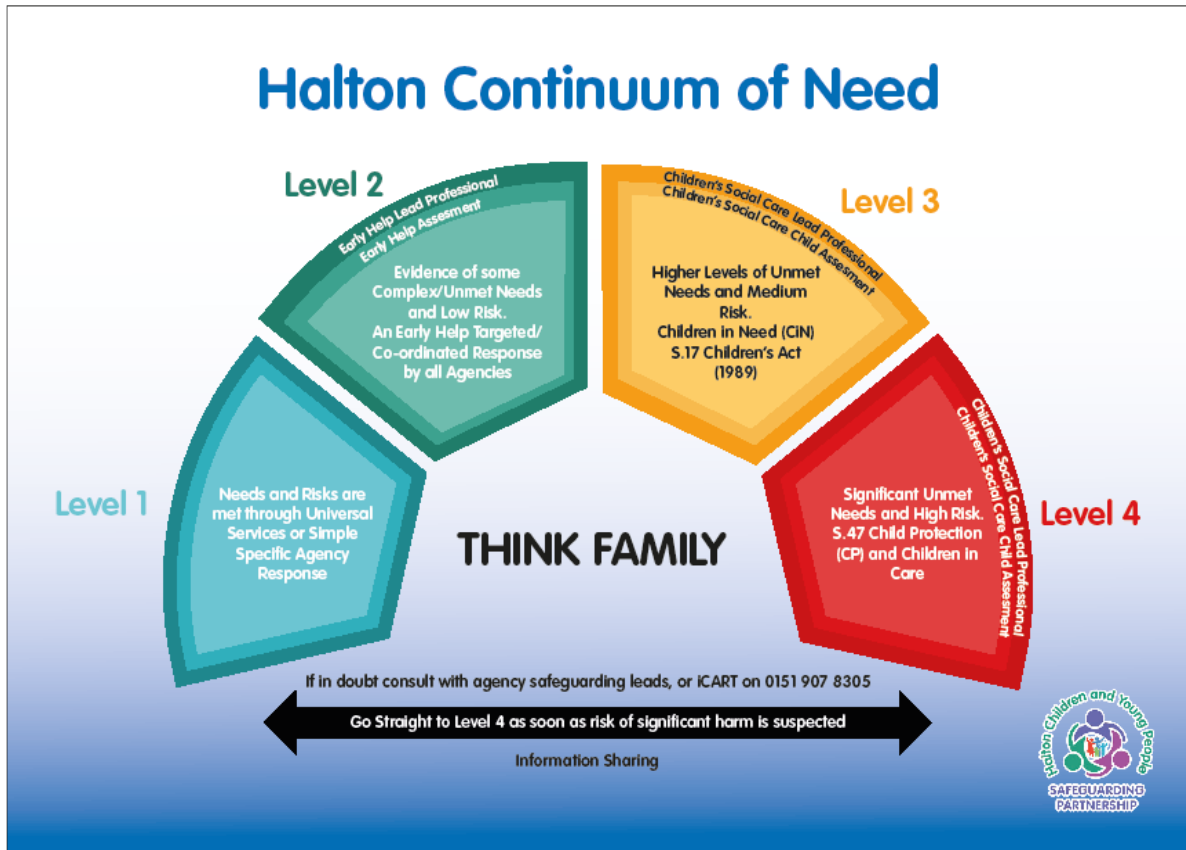 Halton Continuum of Need
Level 1
Needs and Risks are
met through Universal
Services or Simple
Specific Agency
Response
Level 2
Early Help Lead Professional
Early Help Assesment
Evidence of some
Complex/Unmet Needs
and Low Risk.
An Early Help Targeted/
Co-ordinated Response
by all Agencies
Level 3
Children's Social Care Lead Professional
Children's Social Care Child Assesment
Higher Levels of Unmet
Needs and Medium
Risk.
Children in Need (CiN)
S.17 Children's Act
(1989)
Level 4
Children's Social Care Lead Professional
Children's Social Care Child Assesment
Significant Unmet
Needs and High Risk.
S.47 Child Protection
(CP) and Children in
Care
THINK FAMILY
If in doubt consult with agency safeguarding leads, or iCART on 0151 907 8305
Go Straight to Level 4 as soon as risk of significant harm is suspected
Information Sharing
Halton Children and Young People
SAFEGUARDING
PARTNERSHIP